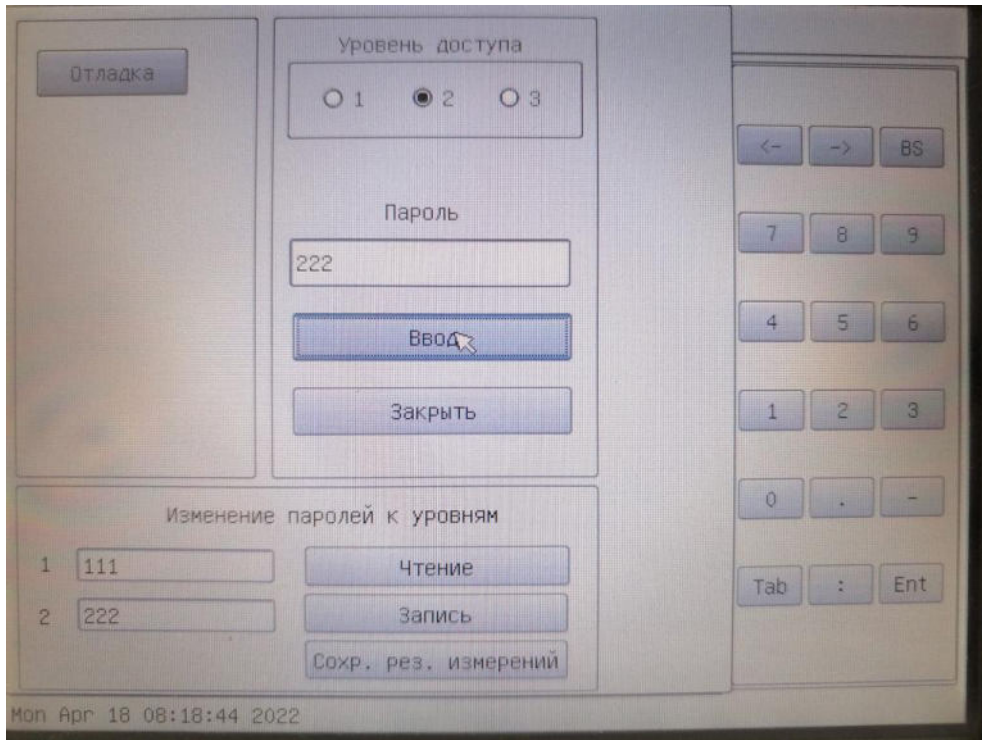 Отладка
Уровень доступа
1 2 3
Пароль
222
Ввод
Закрыть
Изменение паролей к уровням
1 111 Чтение
2 222 Запись
Сохр. рез. измерений
<- -> BS
7 8 9
4 5 6
1 2 3
0 . -
Tab : Ent
Mon Apr 18 08:18:44 2022